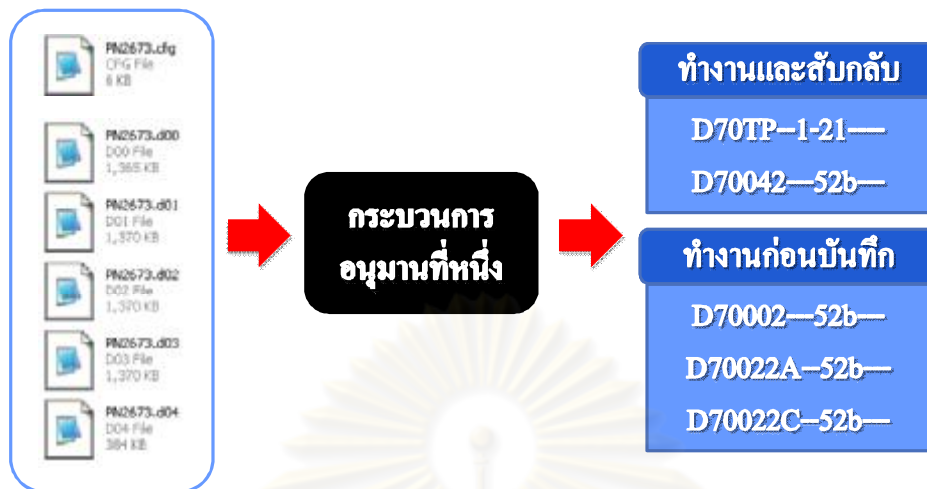 PN2673.cfg
CFG File
6 KB
PN2673.d00
D00 File
1,365 KB
PN2673.d01
D01 File
1,370 KB
PN2673.d02
D02 File
1,370 KB
PN2673.d03
D03 File
1,370 KB
PN2673.d04
D04 File
384 KB
กระบวนการ
อนุมานที่หนึ่ง
ทำงานและสับกลับ
D70TP--1-21----
D70042---52b---
ทำงานก่อนบันทึก
D70002---52b---
D70022A--52b---
D70022C--52b---